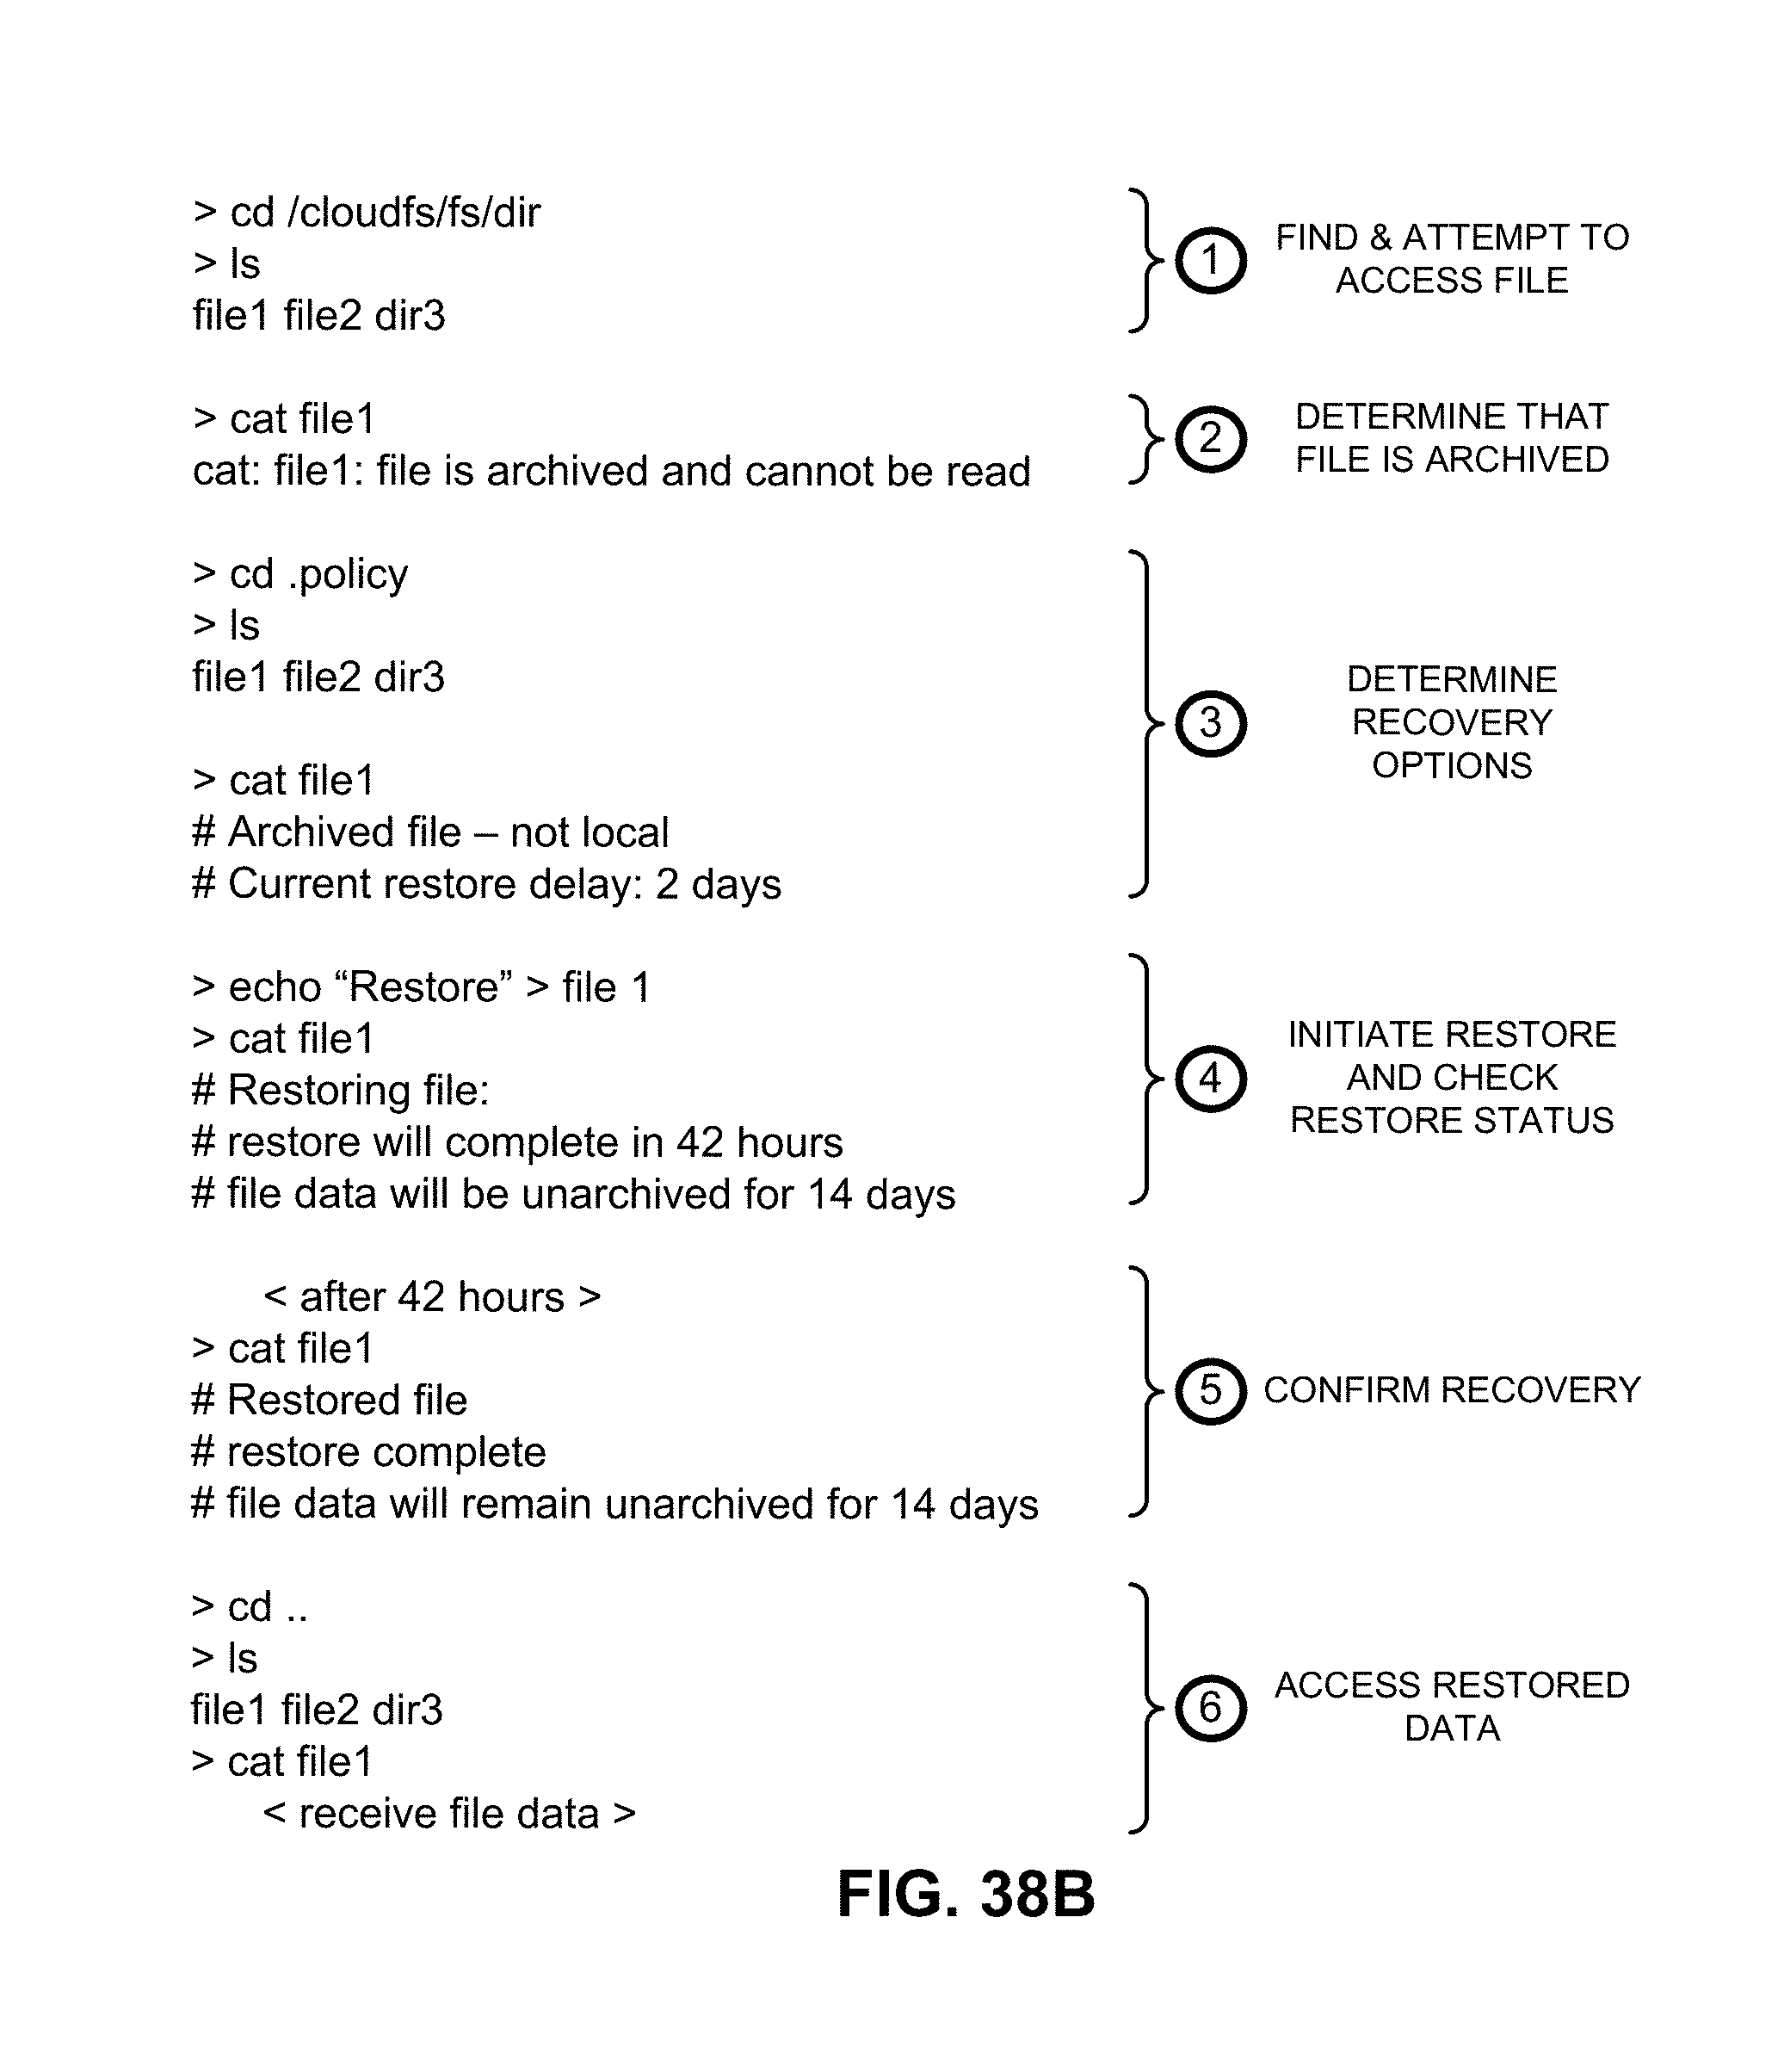 > cd /cloudfs/fs/dir
> ls
file1 file2 dir3
1
FIND & ATTEMPT TO
ACCESS FILE
> cat file1
cat: file1: file is archived and cannot be read
2
DETERMINE THAT
FILE IS ARCHIVED
> cd .policy
> ls
file1 file2 dir3
> cat file1
# Archived file – not local
# Current restore delay: 2 days
3
DETERMINE
RECOVERY
OPTIONS
> echo “Restore” > file 1
> cat file1
# Restoring file:
# restore will complete in 42 hours
# file data will be unarchived for 14 days
4
INITIATE RESTORE
AND CHECK
RESTORE STATUS
< after 42 hours >
> cat file1
# Restored file
# restore complete
# file data will remain unarchived for 14 days
5
CONFIRM RECOVERY
> cd ..
> ls
file1 file2 dir3
> cat file1
< receive file data >
6
ACCESS RESTORED
DATA
FIG. 38B